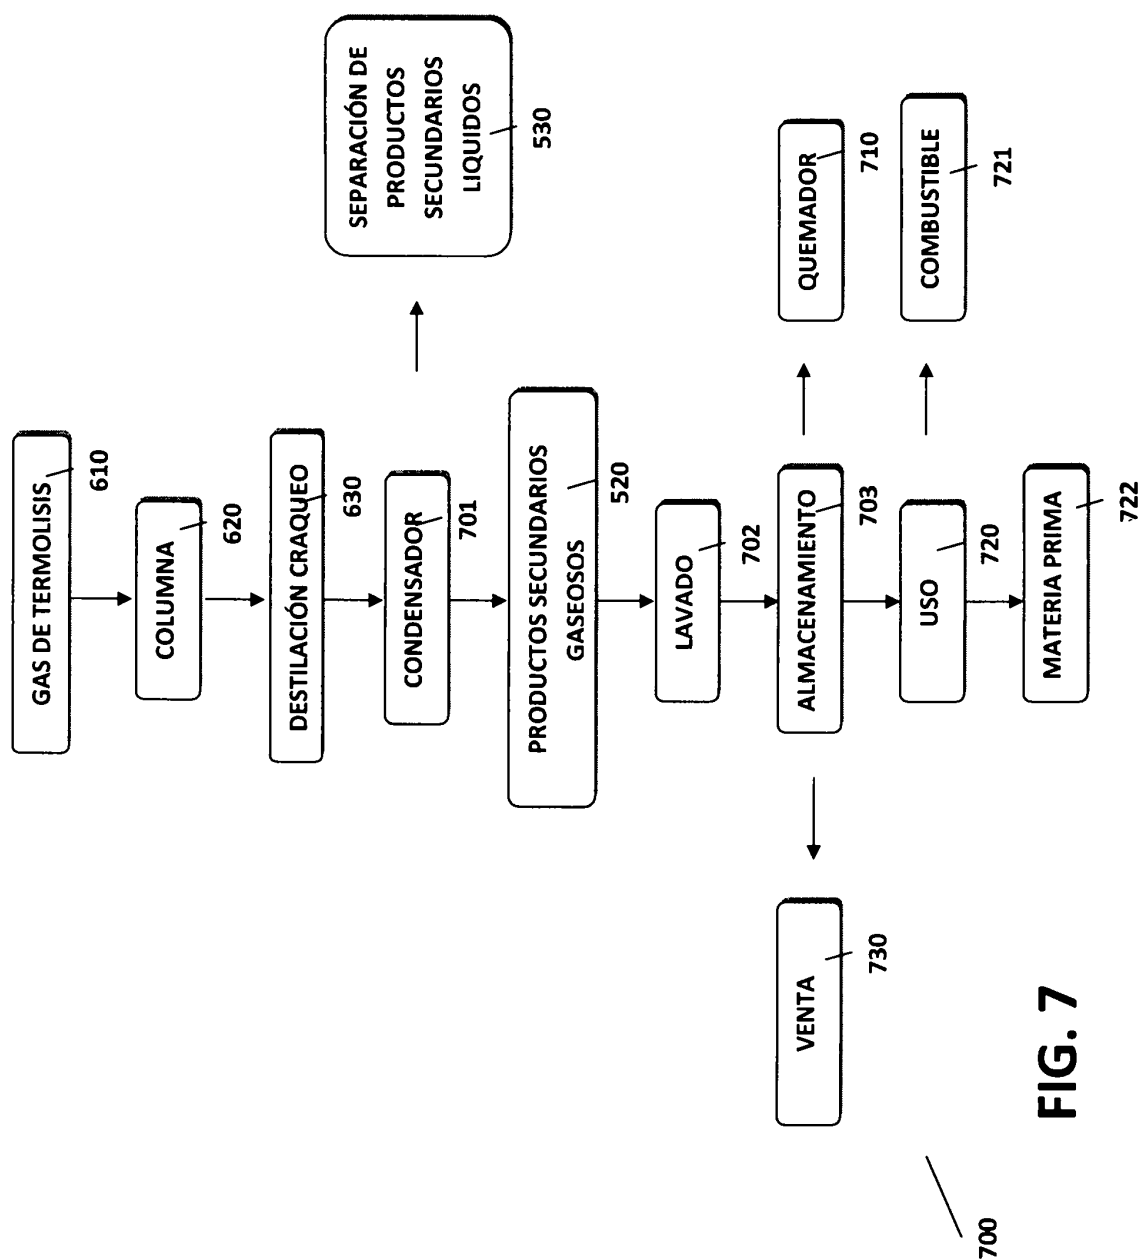 GAS DE TERMOLISIS
610
COLUMNA
620
DESTILACIÓN CRAQUEO
630
CONDENSADOR
701
SEPARACIÓN DE
PRODUCTOS
SECUNDARIOS
LIQUIDOS
530
PRODUCTOS SECUNDARIOS
GASEOSOS
520
LAVADO
702
VENTA
730
ALMACENAMIENTO
703
QUEMADOR
710
USO
720
COMBUSTIBLE
721
MATERIA PRIMA
722
700
FIG. 7